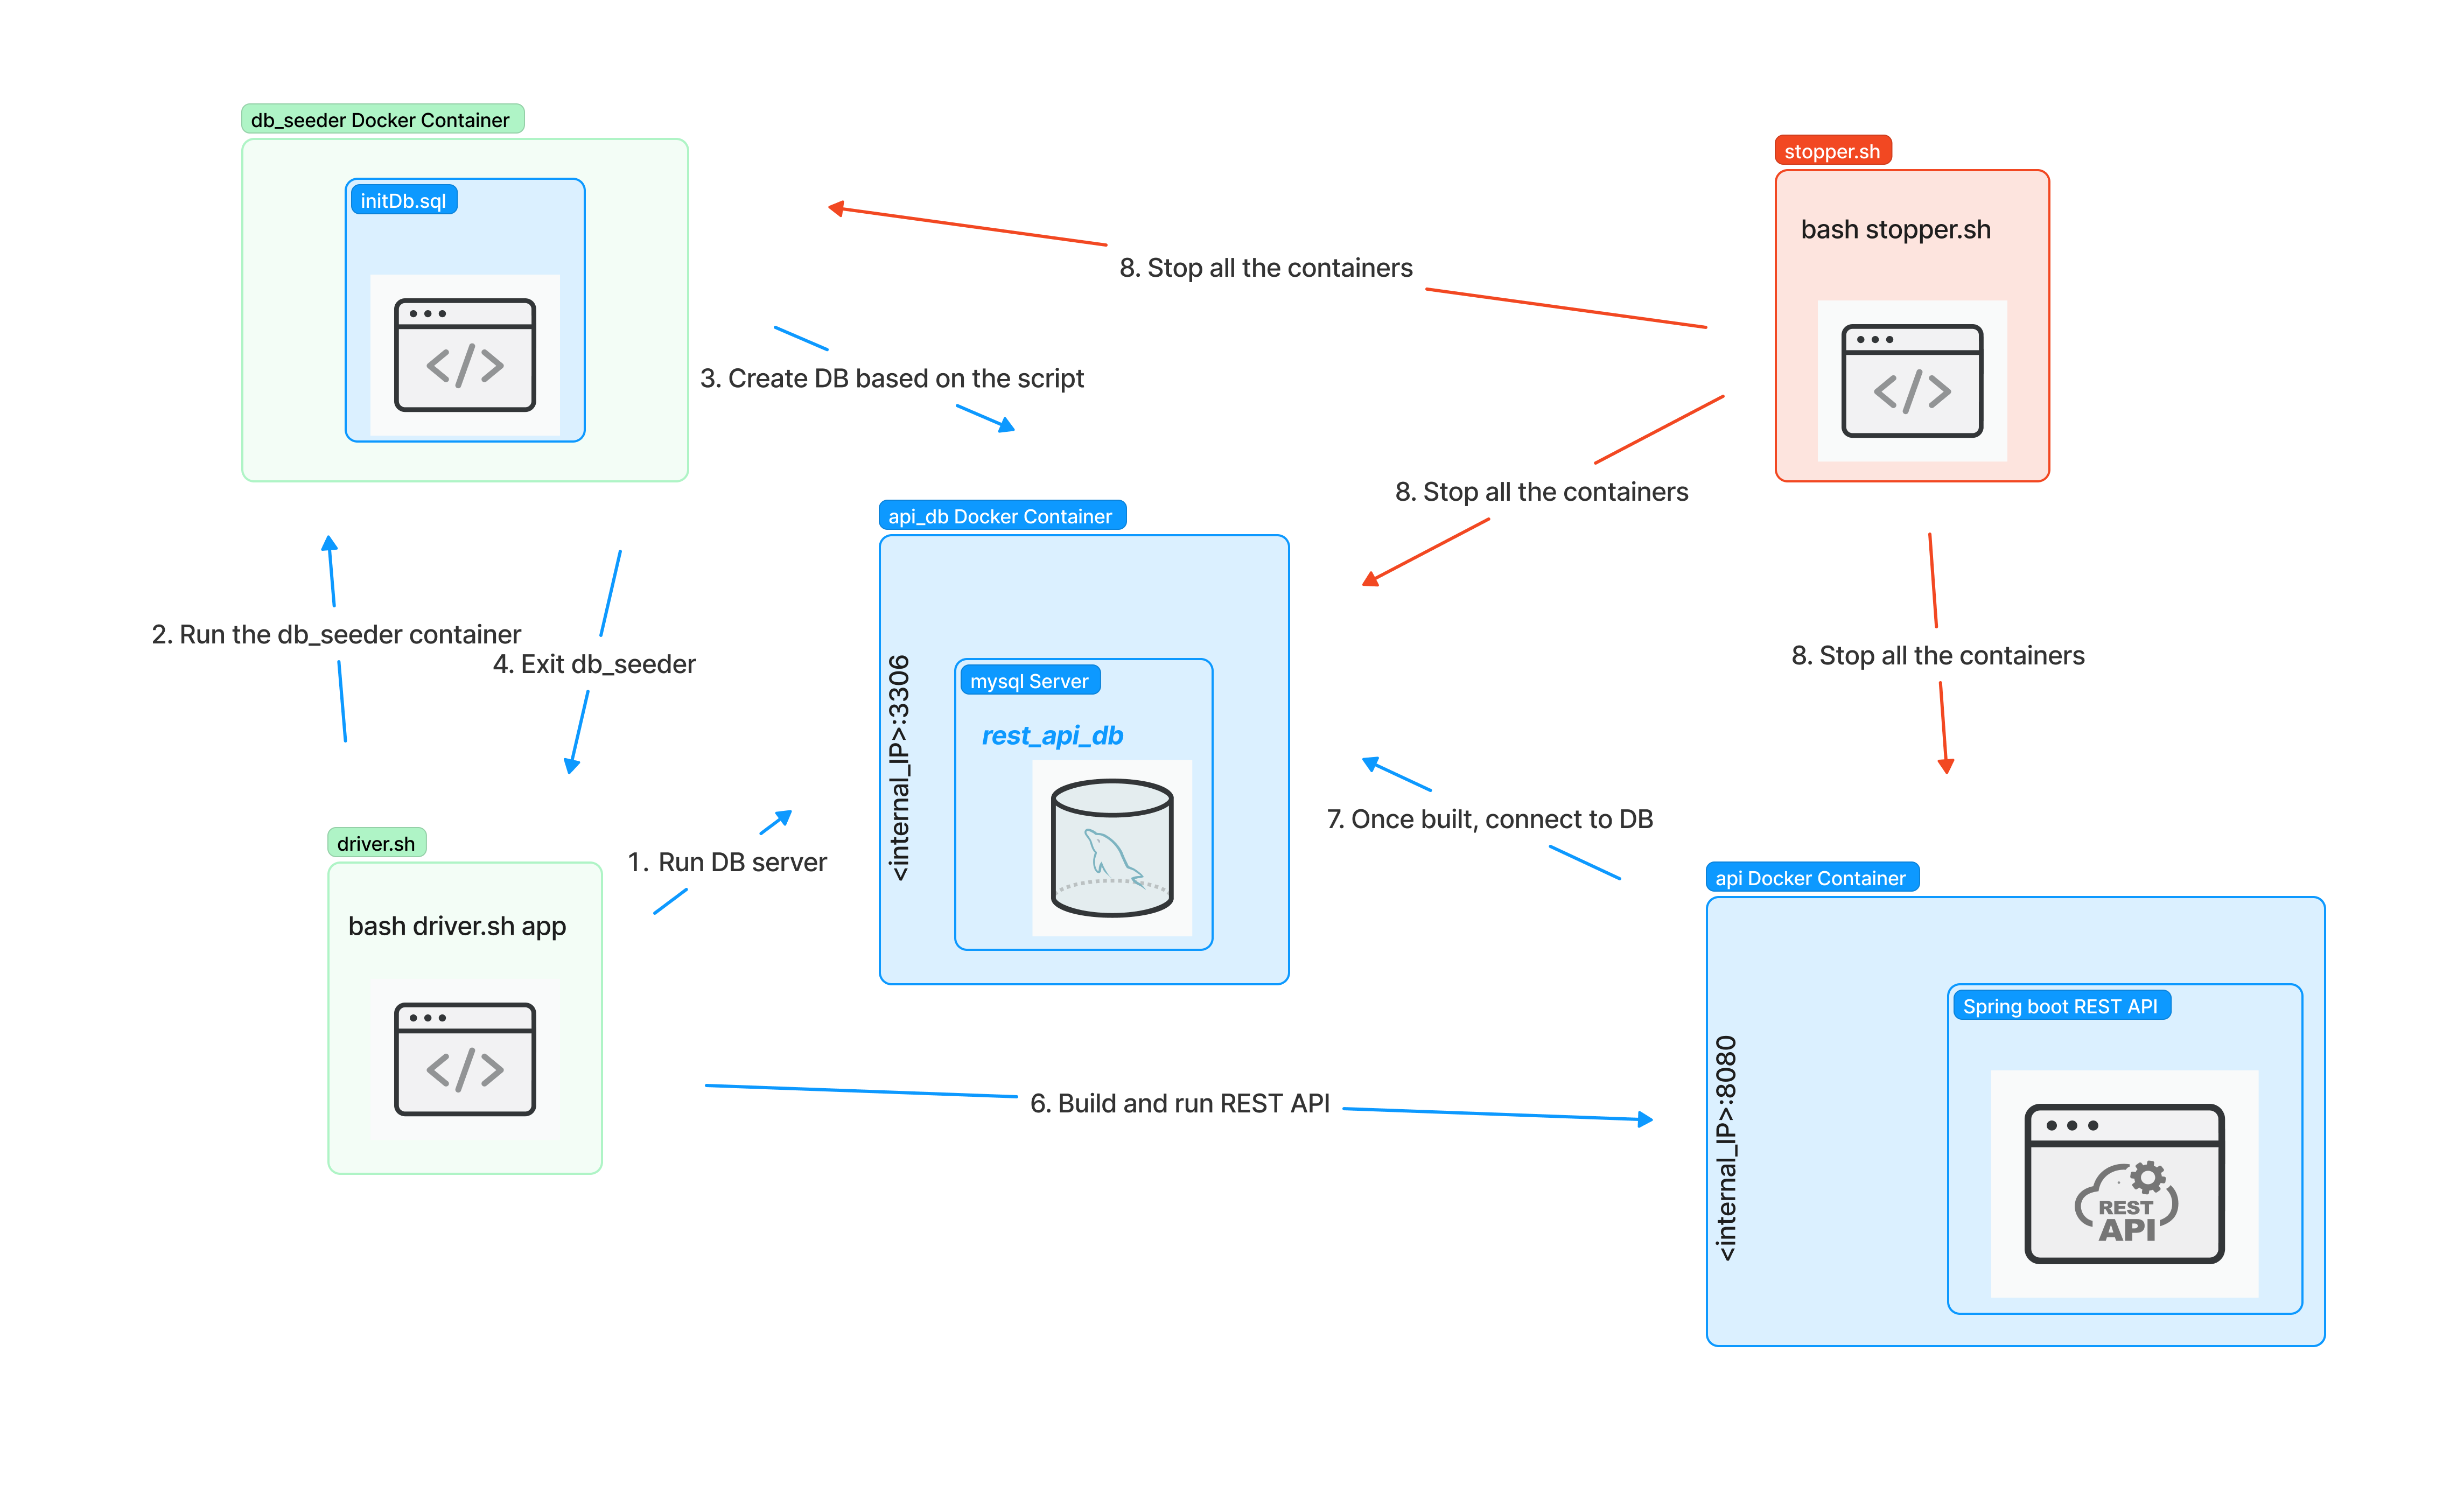 db_seeder Docker Container
initDb.sql
stopper.sh
bash stopper.sh
8. Stop all the containers
3. Create DB based on the script
8. Stop all the containers
api_db Docker Container
<internal_IP>:3306
mysql Server
rest_api_db
2. Run the db_seeder container
4. Exit db_seeder
8. Stop all the containers
driver.sh
bash driver.sh app
1. Run DB server
7. Once built, connect to DB
api Docker Container
<internal_IP>:8080
Spring boot REST API
REST
API
6. Build and run REST API